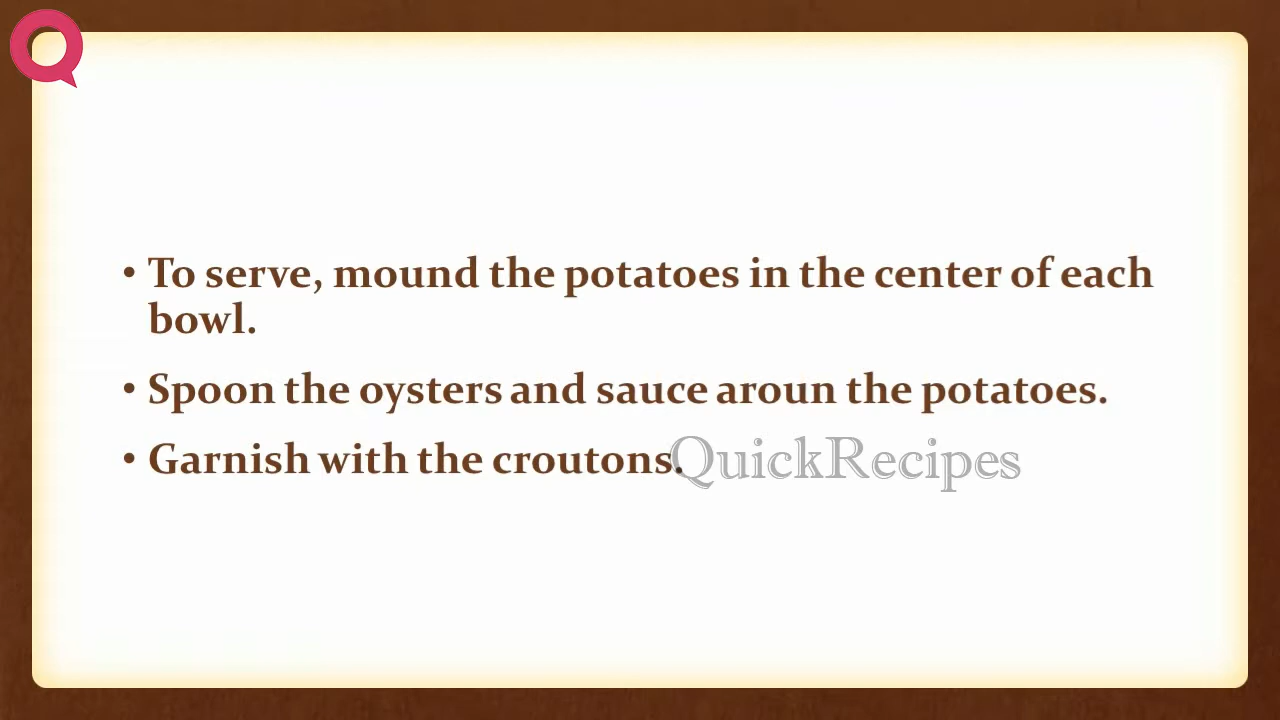 • To serve, mound the potatoes in the center of each
bowl.
• Spoon the oysters and sauce aroun the potatoes.
• Garnish with the croutons.
QuickRecipes